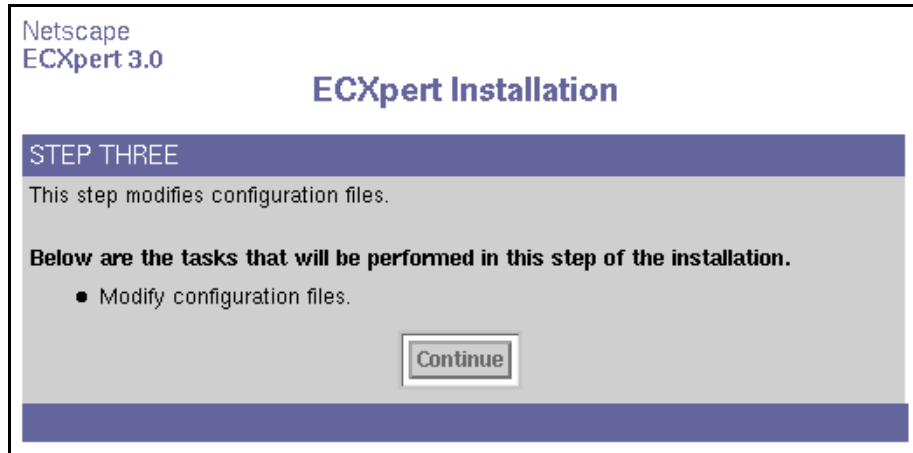 Netscape
ECXpert 3.0
ECXpert Installation
STEP THREE
This step modifies configuration files.
Below are the tasks that will be performed in this step of the installation.
● Modify configuration files.
Continue